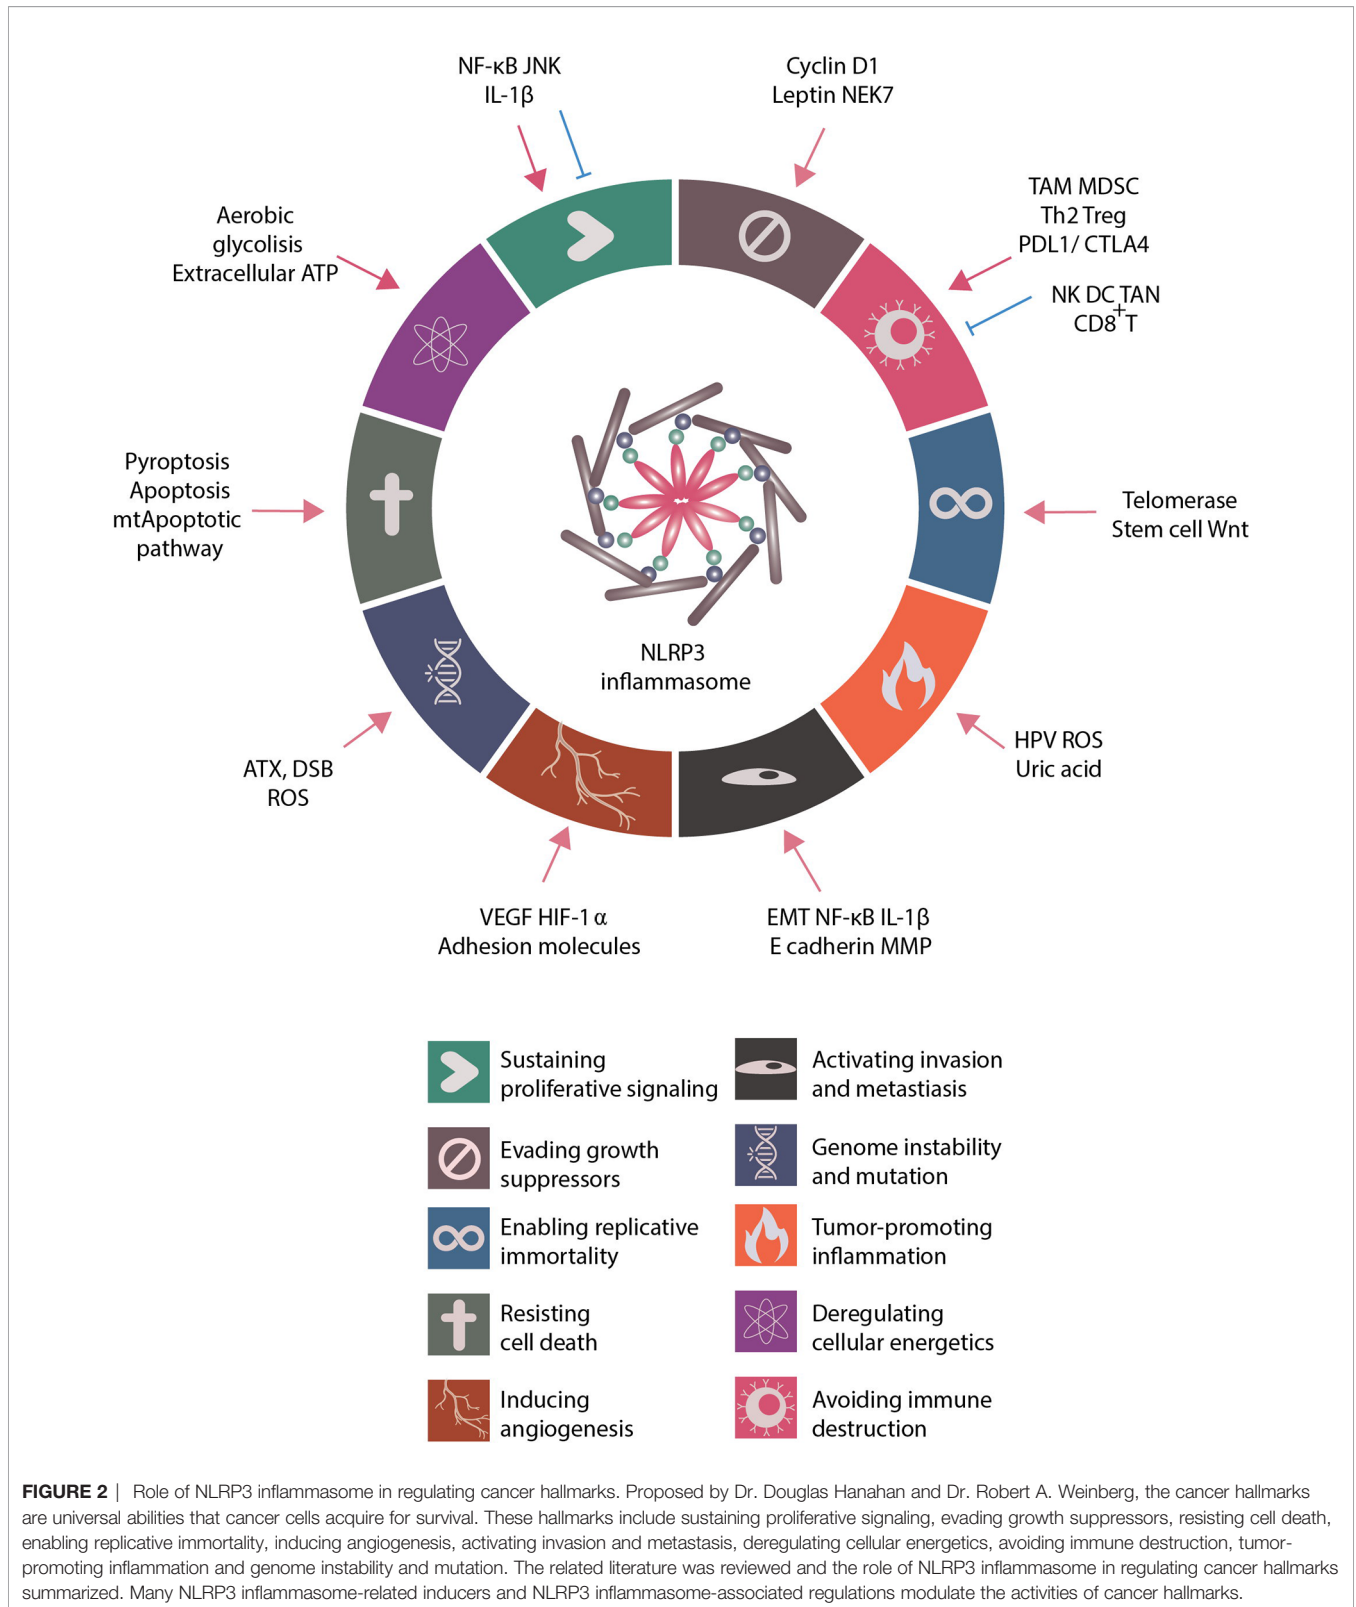 NF-κB JNK
IL-1β
Cyclin D1
Leptin NEK7
TAM MDSC
Th2 Treg
PDL1/ CTLA4
NK DC TAN
CD8+T
Aerobic
glycolisis
Extracellular ATP
Pyroptosis
Apoptosis
mtApoptotic
pathway
Telomerase
Stem cell Wnt
NLRP3
inflammasome
HPV ROS
Uric acid
ATX, DSB
ROS
VEGF HIF-1 α
Adhesion molecules
EMT NF-κB IL-1β
E cadherin MMP
Sustaining
proliferative signaling
Activating invasion
and metastiasis
Evading growth
suppressors
Genome instability
and mutation
Enabling replicative
immortality
Tumor-promoting
inflammation
Resisting
cell death
Deregulating
cellular energetics
Inducing
angiogenesis
Avoiding immune
destruction
FIGURE 2 | Role of NLRP3 inflammasome in regulating cancer hallmarks. Proposed by Dr. Douglas Hanahan and Dr. Robert A. Weinberg, the cancer hallmarks
are universal abilities that cancer cells acquire for survival. These hallmarks include sustaining proliferative signaling, evading growth suppressors, resisting cell death,
enabling replicative immortality, inducing angiogenesis, activating invasion and metastasis, deregulating cellular energetics, avoiding immune destruction, tumor-
promoting inflammation and genome instability and mutation. The related literature was reviewed and the role of NLRP3 inflammasome in regulating cancer hallmarks
summarized. Many NLRP3 inflammasome-related inducers and NLRP3 inflammasome-associated regulations modulate the activities of cancer hallmarks.